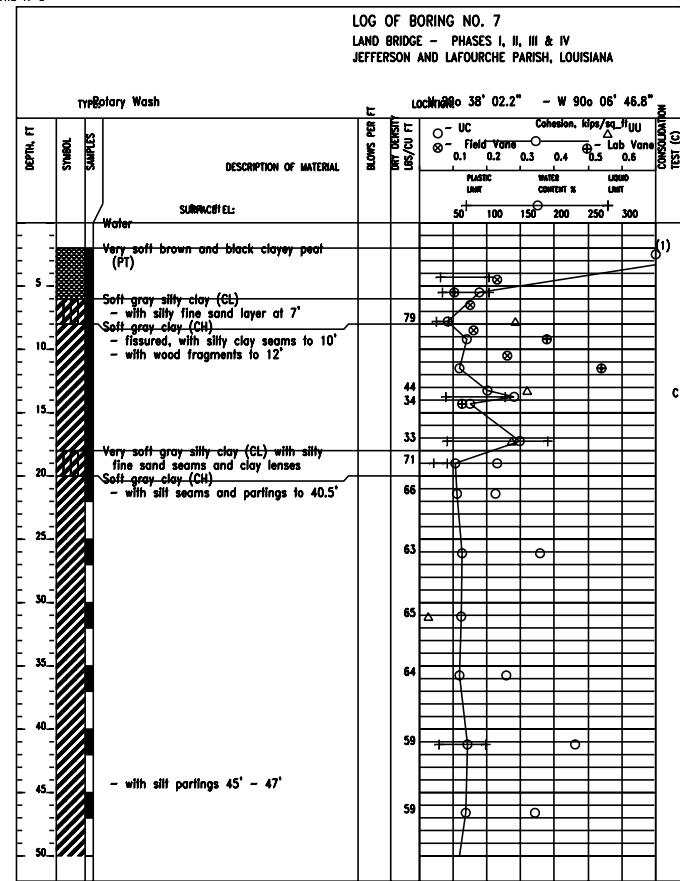 LOG OF BORING NO. 7
LAND BRIDGE - PHASES I, II, III & IV
JEFFERSON AND LAFOURCHE PARISH, LOUISIANA
TYPE: Rotary Wash
LOCATION: 38' 02.2" - W 90o 06' 46.8"
DEPTH, FT
SYMBOL
SAMPLES
DESCRIPTION OF MATERIAL
BLOWS PER FT
DRY DENSITY LBS/CU FT
Cohesion, kips/sq ft
- UC
UU
- Field Vane
- Lab Vane
0.1 0.2 0.3 0.4 0.5 0.6
PLASTIC LIMIT
WATER CONTENT %
LIQUID LIMIT
50 100 150 200 250 300
CONSOLIDATION TEST (C)
SURFACE EL:
Water
Very soft brown and black clayey peat
(PT)
(1)
5
Soft gray silty clay (CL)
- with silty fine sand layer at 7'
79
Soft gray clay (CH)
- fissured, with silty clay seams to 10'
10
- with wood fragments to 12'
44
C
34
15
33
Very soft gray silty clay (CL) with silty
fine sand seams and clay lenses
71
20
Soft gray clay (CH)
- with silt seams and partings to 40.5'
66
25
63
30
65
35
64
40
59
- with silt partings 45' - 47'
45
59
50